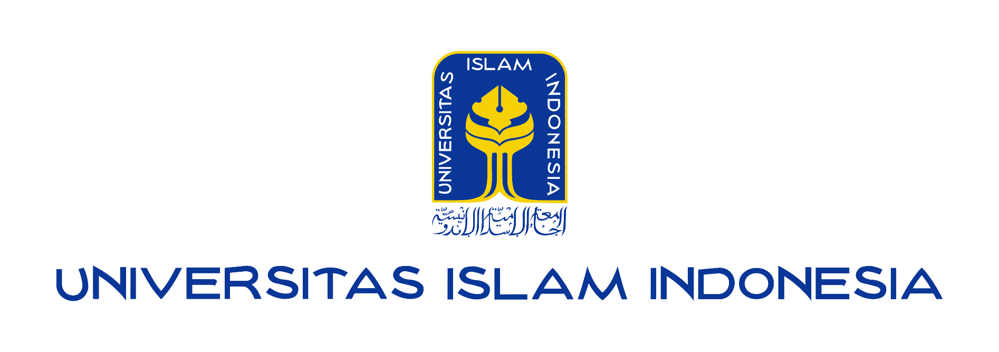 UNIVERSITAS
ISLAM
INDONESIA
الجامعة الإسلامية الإندونيسية
UNIVERSITAS ISLAM INDONESIA